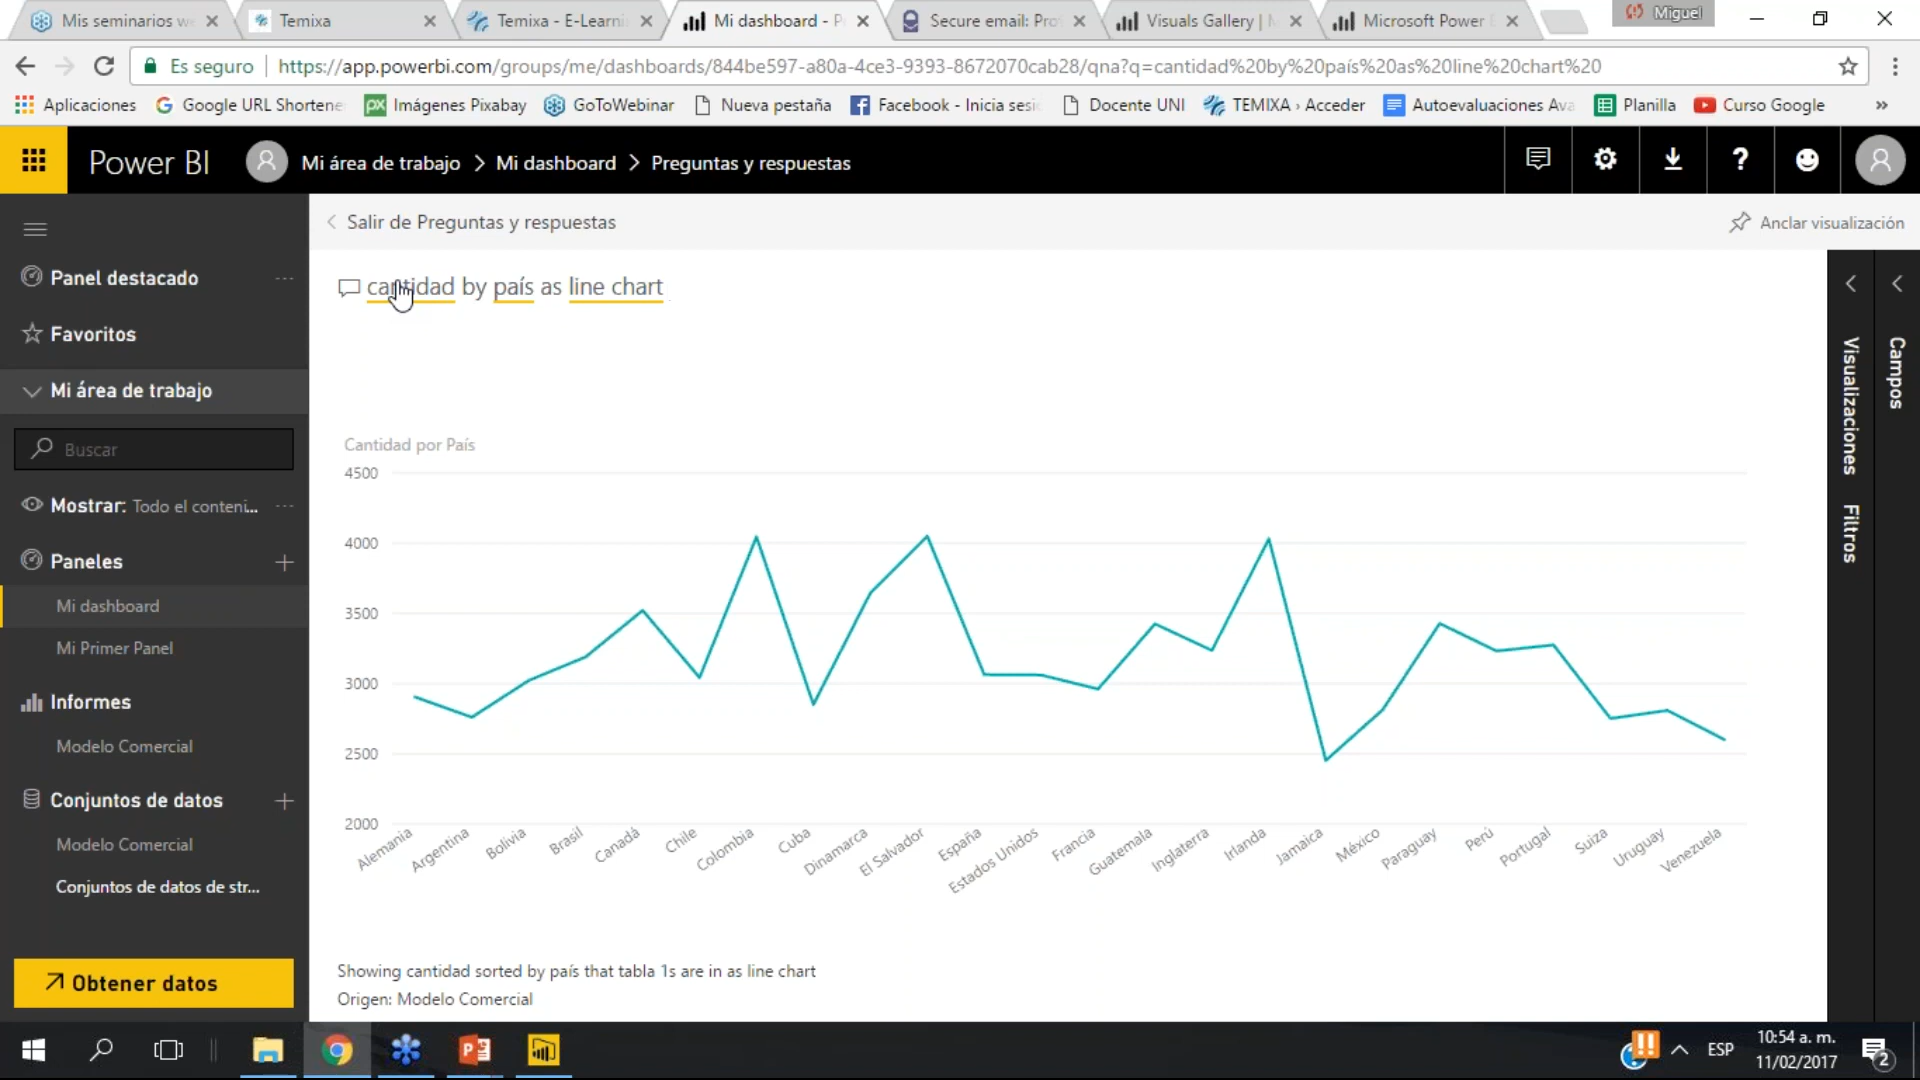 Mis seminarios w
Temixa
Temixa - E-Learni
Mi dashboard - P
Secure email: Pro
Visuals Gallery | M
Microsoft Power
Miguel
Es seguro
https://app.powerbi.com/groups/me/dashboards/844be597-a80a-4ce3-9393-8672070cab28/qna?q=cantidad%20by%20país%20as%20line%20chart%20
Aplicaciones
Google URL Shortene
px
Imágenes Pixabay
GoToWebinar
Nueva pestaña
Facebook - Inicia sesi
Docente UNI
TEMIXA › Acceder
Autoevaluaciones Ava
Planilla
Curso Google
»
Power BI
Mi área de trabajo > Mi dashboard > Preguntas y respuestas
?
Salir de Preguntas y respuestas
Anclar visualización
Panel destacado
Favoritos
Mi área de trabajo
Buscar
Mostrar: Todo el conteni...
Paneles
Mi dashboard
Mi Primer Panel
Informes
Modelo Comercial
Conjuntos de datos
Modelo Comercial
Conjuntos de datos de str...
Obtener datos
cantidad by país as line chart
Cantidad por País
4500
4000
3500
3000
2500
2000
Alemania
Argentina
Bolivia
Brasil
Canadá
Chile
Colombia
Cuba
Dinamarca
El Salvador
España
Estados Unidos
Francia
Guatemala
Inglaterra
Irlanda
Jamaica
México
Paraguay
Perú
Portugal
Suiza
Uruguay
Venezuela
Showing cantidad sorted by país that tabla 1s are in as line chart
Origen: Modelo Comercial
Visualizaciones
Filtros
Campos
ESP
10:54 a. m.
11/02/2017
2